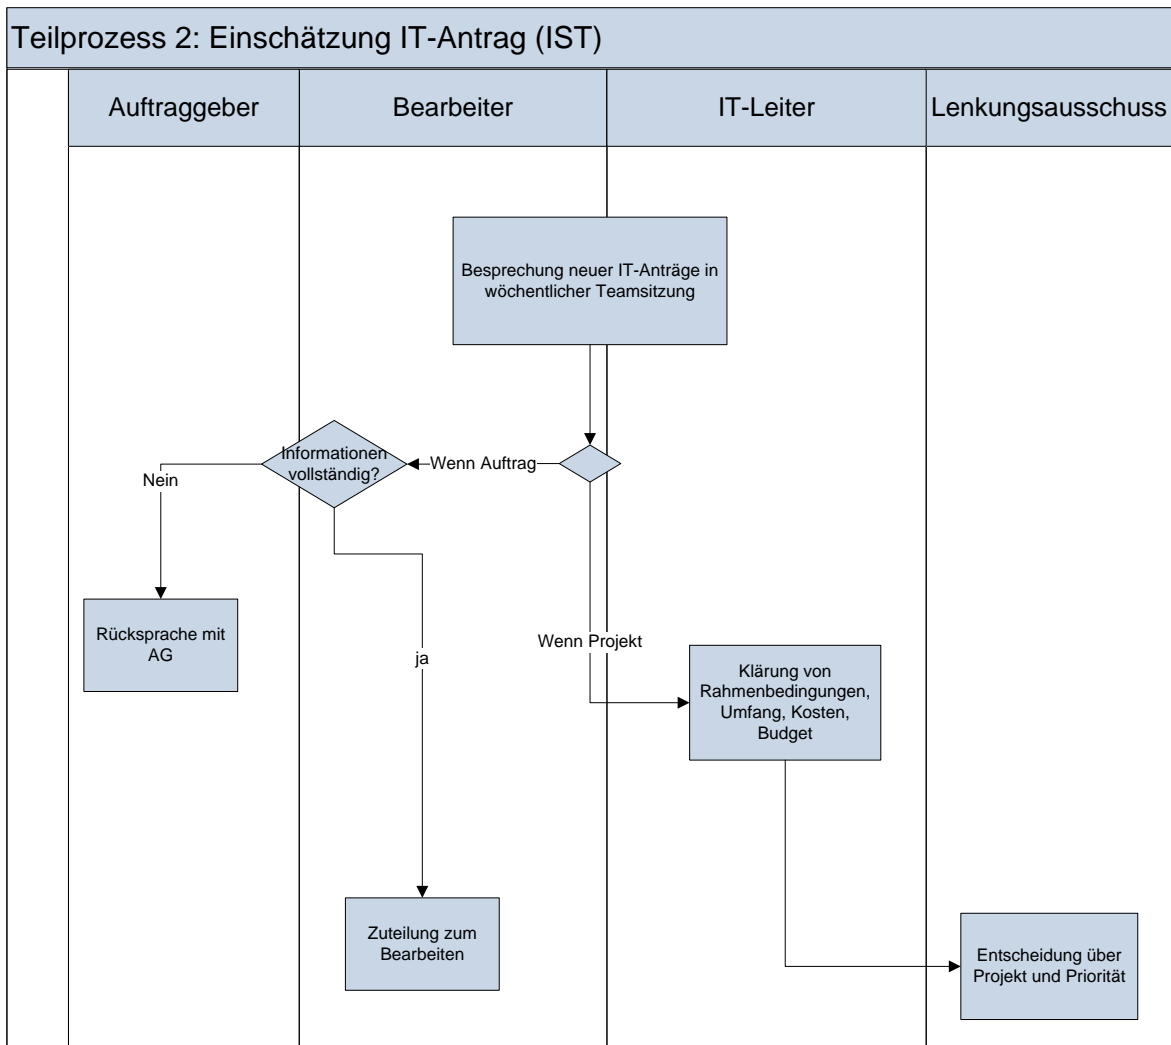 Teilprozess 2: Einschätzung IT-Antrag (IST)
Auftraggeber
Bearbeiter
IT-Leiter
Lenkungsausschuss
Besprechung neuer IT-Anträge in
wöchentlicher Teamsitzung
Informationen
vollständig?
Wenn Auftrag
Nein
Rücksprache mit
AG
ja
Wenn Projekt
Klärung von
Rahmenbedingungen,
Umfang, Kosten,
Budget
Zuteilung zum
Bearbeiten
Entscheidung über
Projekt und Priorität